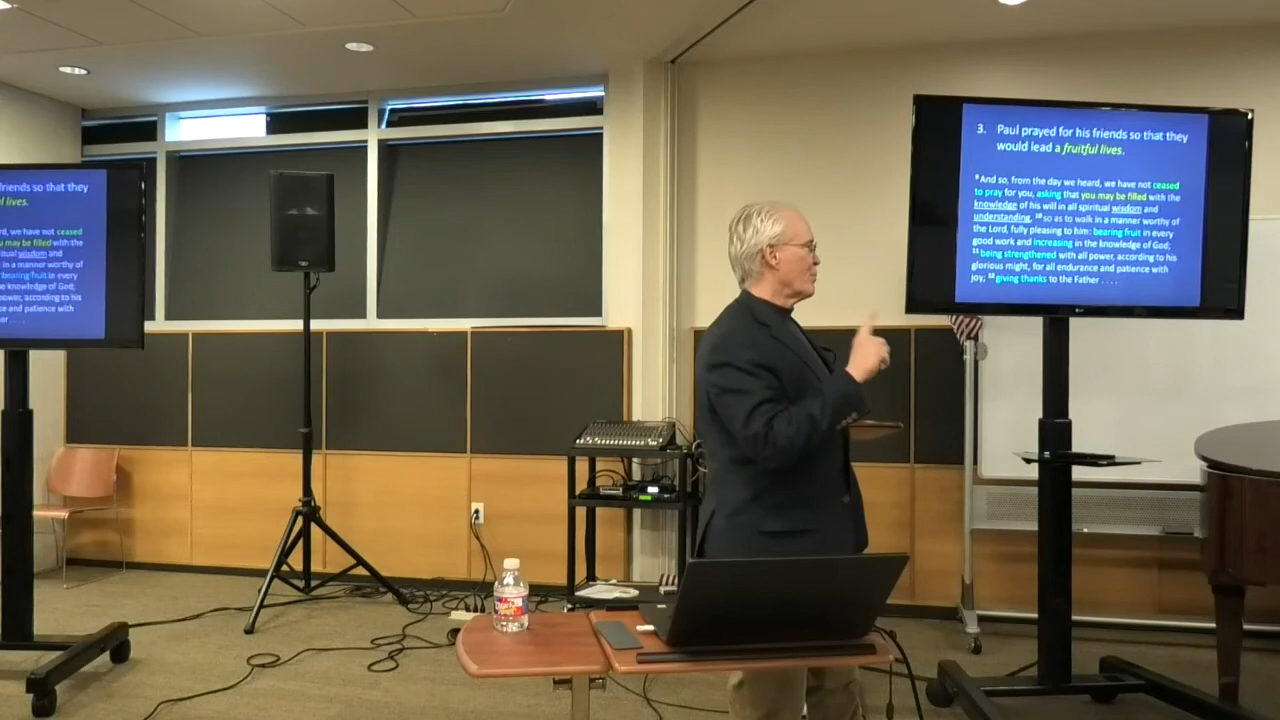 3. Paul prayed for his friends so that they
would lead a fruitful lives.
⁹And so, from the day we heard, we have not ceased
to pray for you, asking that you may be filled with the
knowledge of his will in all spiritual wisdom and
understanding, ¹⁰ so as to walk in a manner worthy of
the Lord, fully pleasing to him: bearing fruit in every
good work and increasing in the knowledge of God;
¹¹ being strengthened with all power, according to his
glorious might, for all endurance and patience with
joy; ¹² giving thanks to the Father . . . .
friends so that they
l lives.
rd, we have not ceased
you may be filled with the
itual wisdom and
in a manner worthy of
bearing fruit in every
e knowledge of God;
power, according to his
ce and patience with
er . . . .
LG